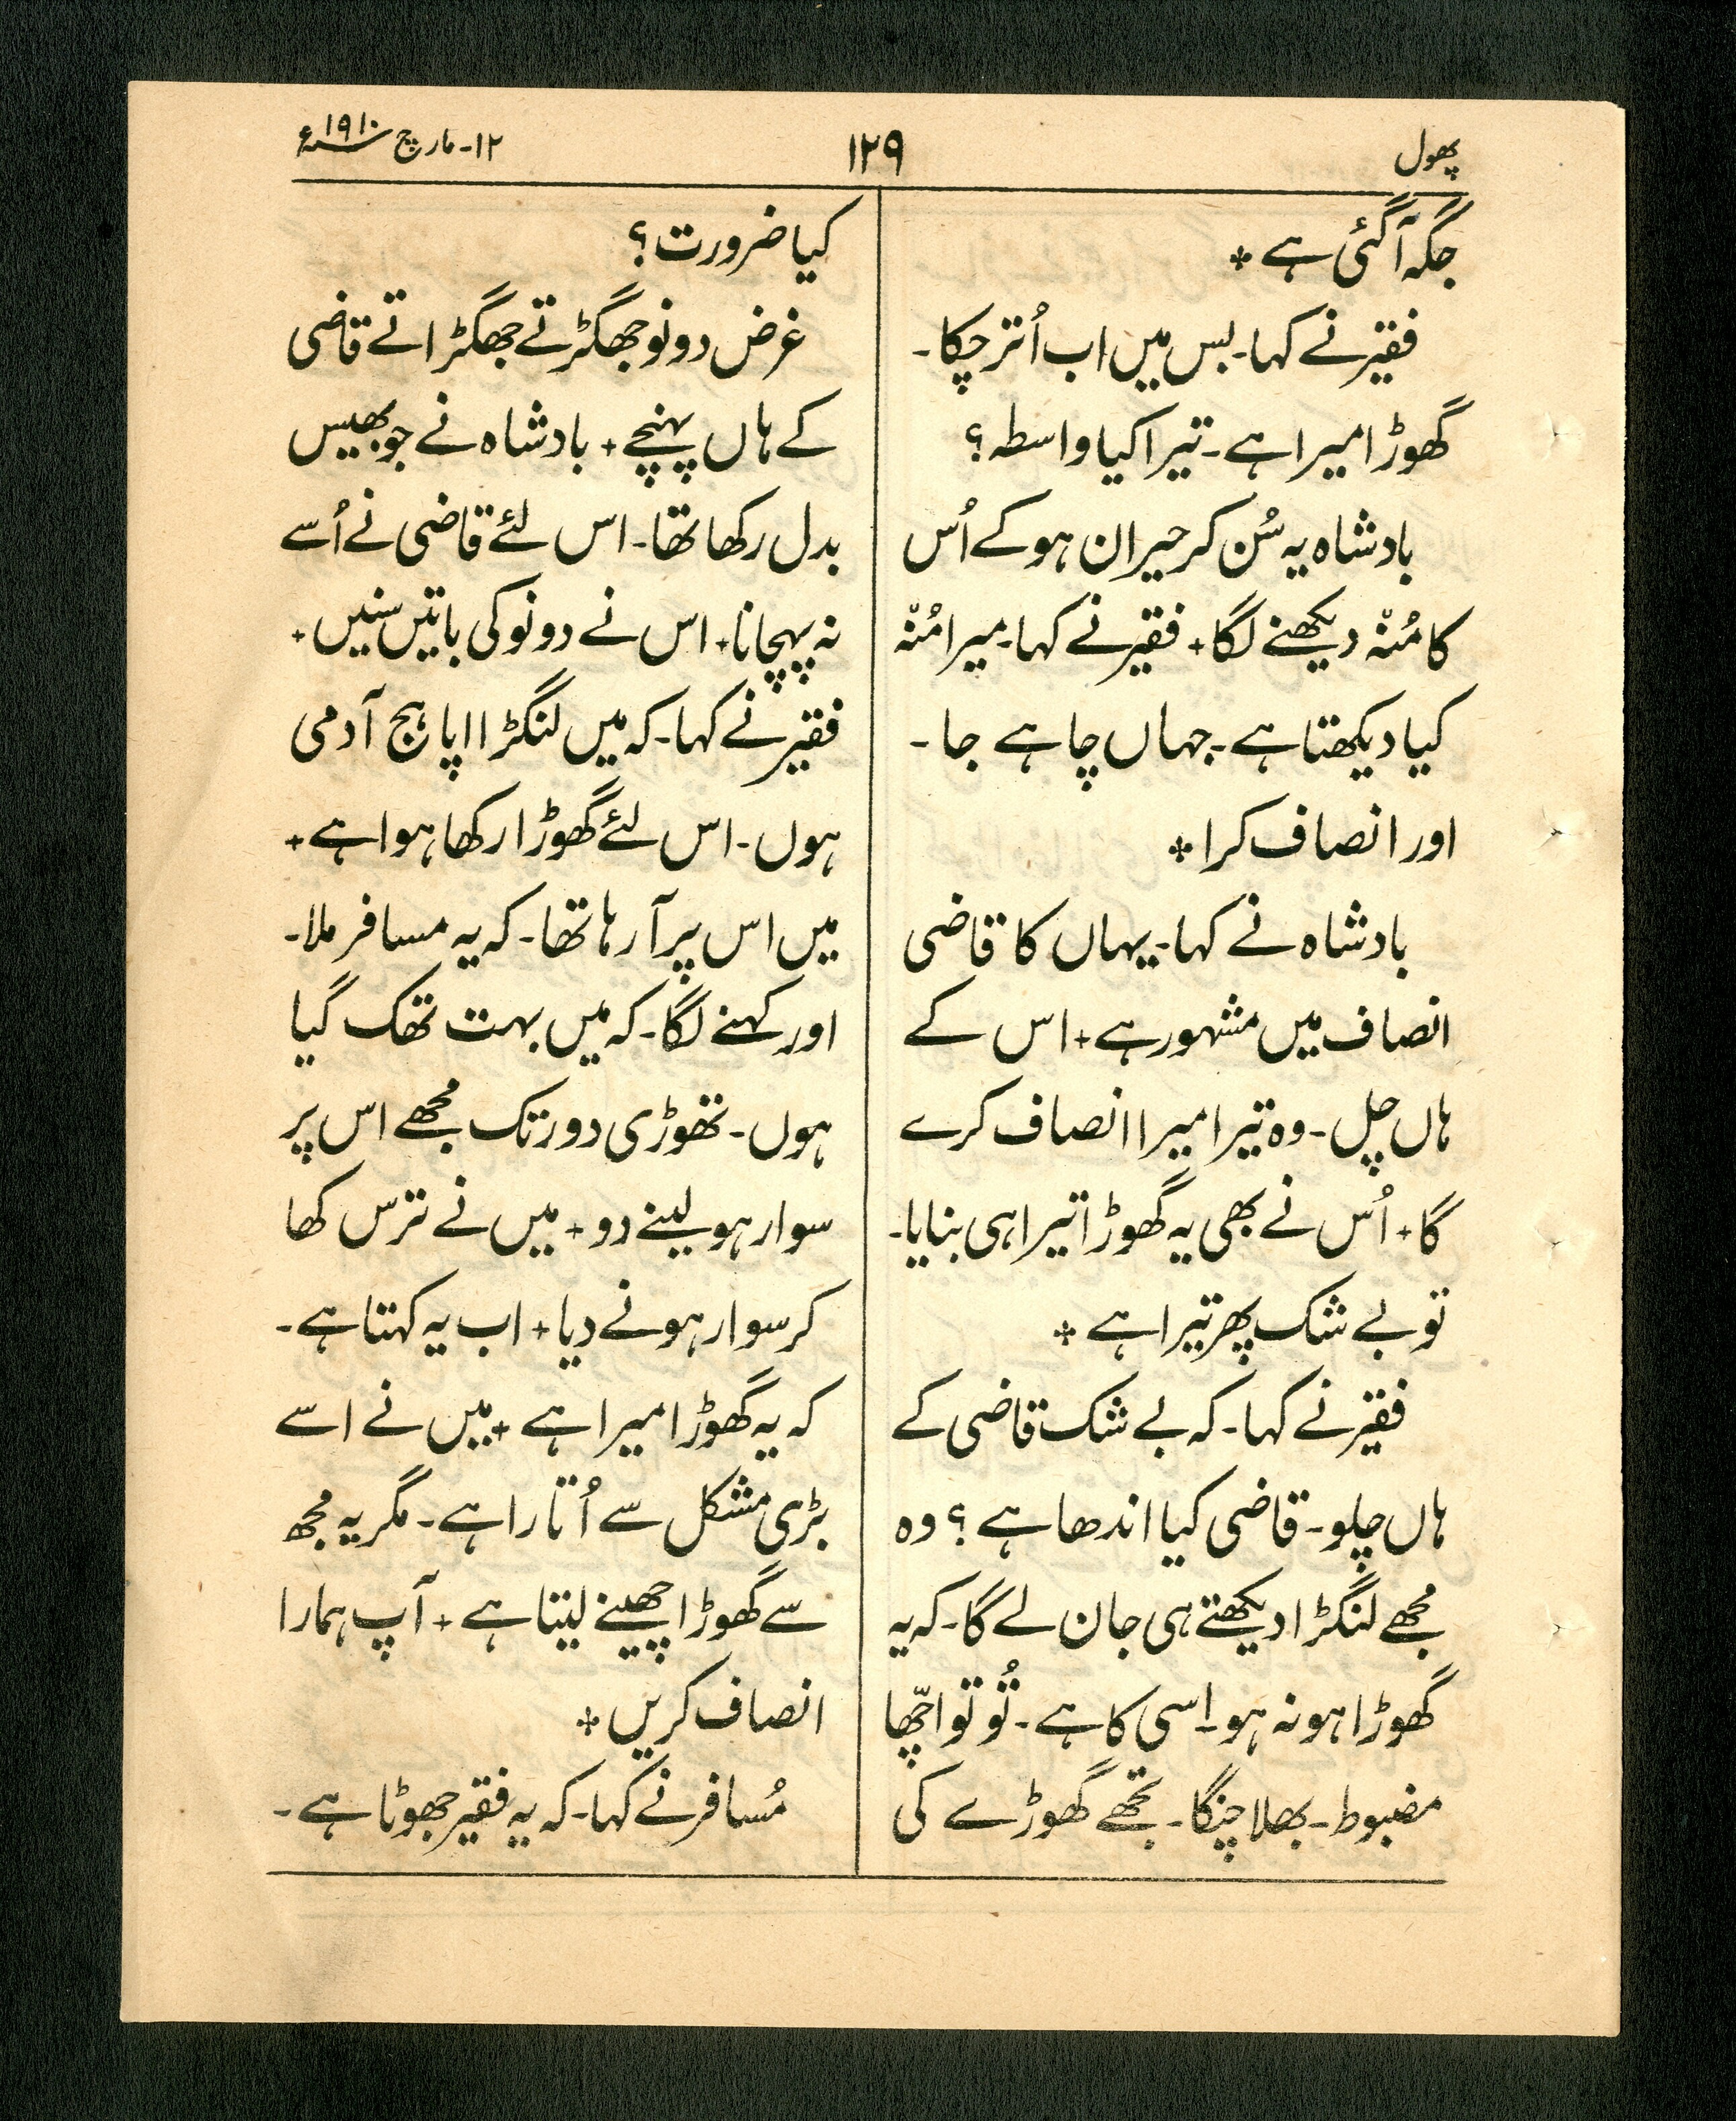 پھول
۱۲۹
۱۲- مارچ ۱۹۱۰ء
جگہ آ گئی ہے ٭
فقیر نے کہا۔ بس میں اب اُتر چکا۔
گھوڑا میرا ہے۔ تیرا کیا واسطہ؟
بادشاہ یہ سُن کر حیران ہو کے اُس
کا مُنہ دیکھنے لگا + فقیر نے کہا۔ میرا مُنہ
کیا دیکھتا ہے۔ جہاں چاہے جا۔
اور انصاف کرا ٭
بادشاہ نے کہا۔ یہاں کا قاضی
انصاف میں مشہور ہے + اس کے
ہاں چل۔ وہ تیرا میرا انصاف کرے
گا + اُس نے بھی یہ گھوڑا تیرا ہی بنایا۔
تو بے شک پھر تیرا ہے ٭
فقیر نے کہا۔ کہ بے شک قاضی کے
ہاں چلو۔ قاضی کیا اندھا ہے؟ وہ
مجھے لنگڑا دیکھتے ہی جان لے گا۔ کہ یہ
گھوڑا ہو نہ ہو۔ اِسی کا ہے۔ تُو تو اچّھا
مضبوط۔ بھلا چنگا۔ تجھے گھوڑے کی
کیا ضرورت؟
غرض دونو جھگڑتے جھگڑاتے قاضی
کے ہاں پہنچے + بادشاہ نے جو بھیس
بدل رکھا تھا۔ اس لئے قاضی نے اُسے
نہ پہچانا + اس نے دونو کی باتیں سنیں +
فقیر نے کہا۔ کہ میں لنگڑا اپاہج آدمی
ہوں۔ اس لئے گھوڑا رکھا ہوا ہے +
میں اس پر آ رہا تھا۔ کہ یہ مسافر ملا۔
اور کہنے لگا۔ کہ میں بہت تھک گیا
ہوں۔ تھوڑی دور تک مجھے اس پر
سوار ہو لینے دو + میں نے ترس کھا
کر سوار ہونے دیا + اب یہ کہتا ہے۔
کہ یہ گھوڑا میرا ہے + میں نے اسے
بڑی مشکل سے اُتارا ہے۔ مگر یہ مجھ
سے گھوڑا چھینے لیتا ہے + آپ ہمارا
انصاف کریں ٭
مُسافر نے کہا۔ کہ یہ فقیر جھوٹا ہے۔